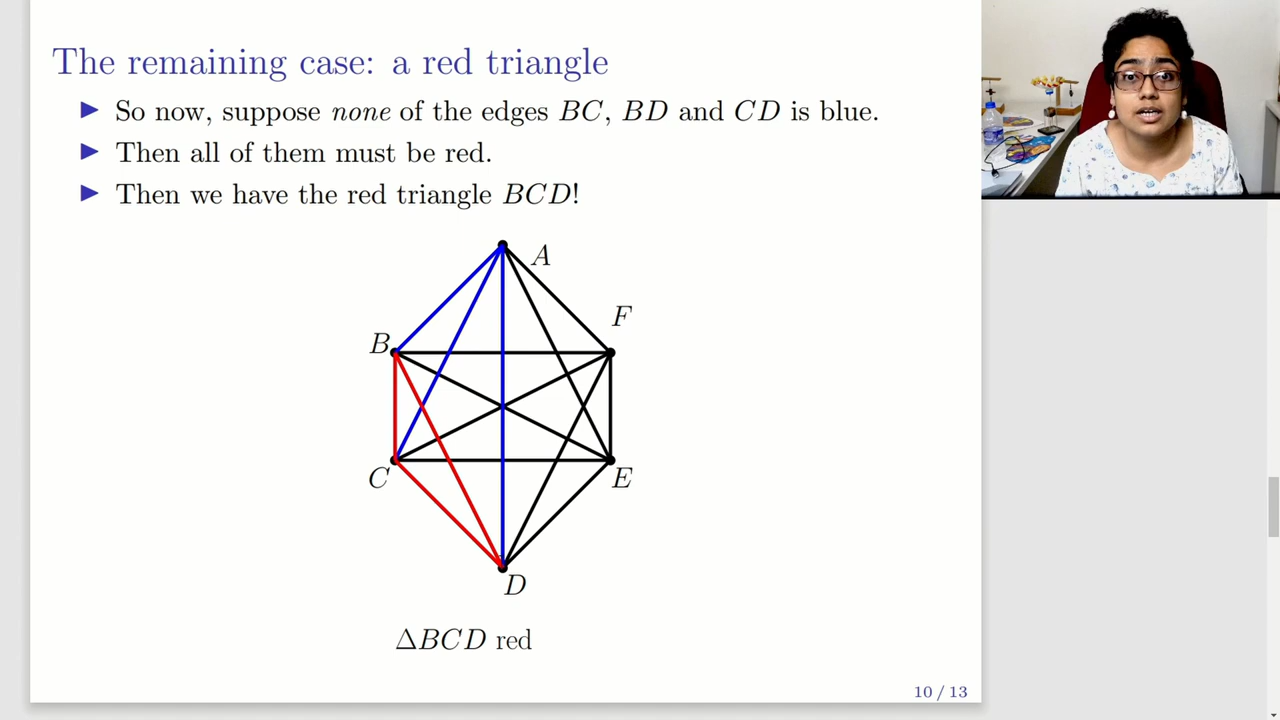 The remaining case: a red triangle
▶ So now, suppose none of the edges BC, BD and CD is blue.
▶ Then all of them must be red.
▶ Then we have the red triangle BCD!
A
F
B
C
E
D
ΔBCD red
10 / 13